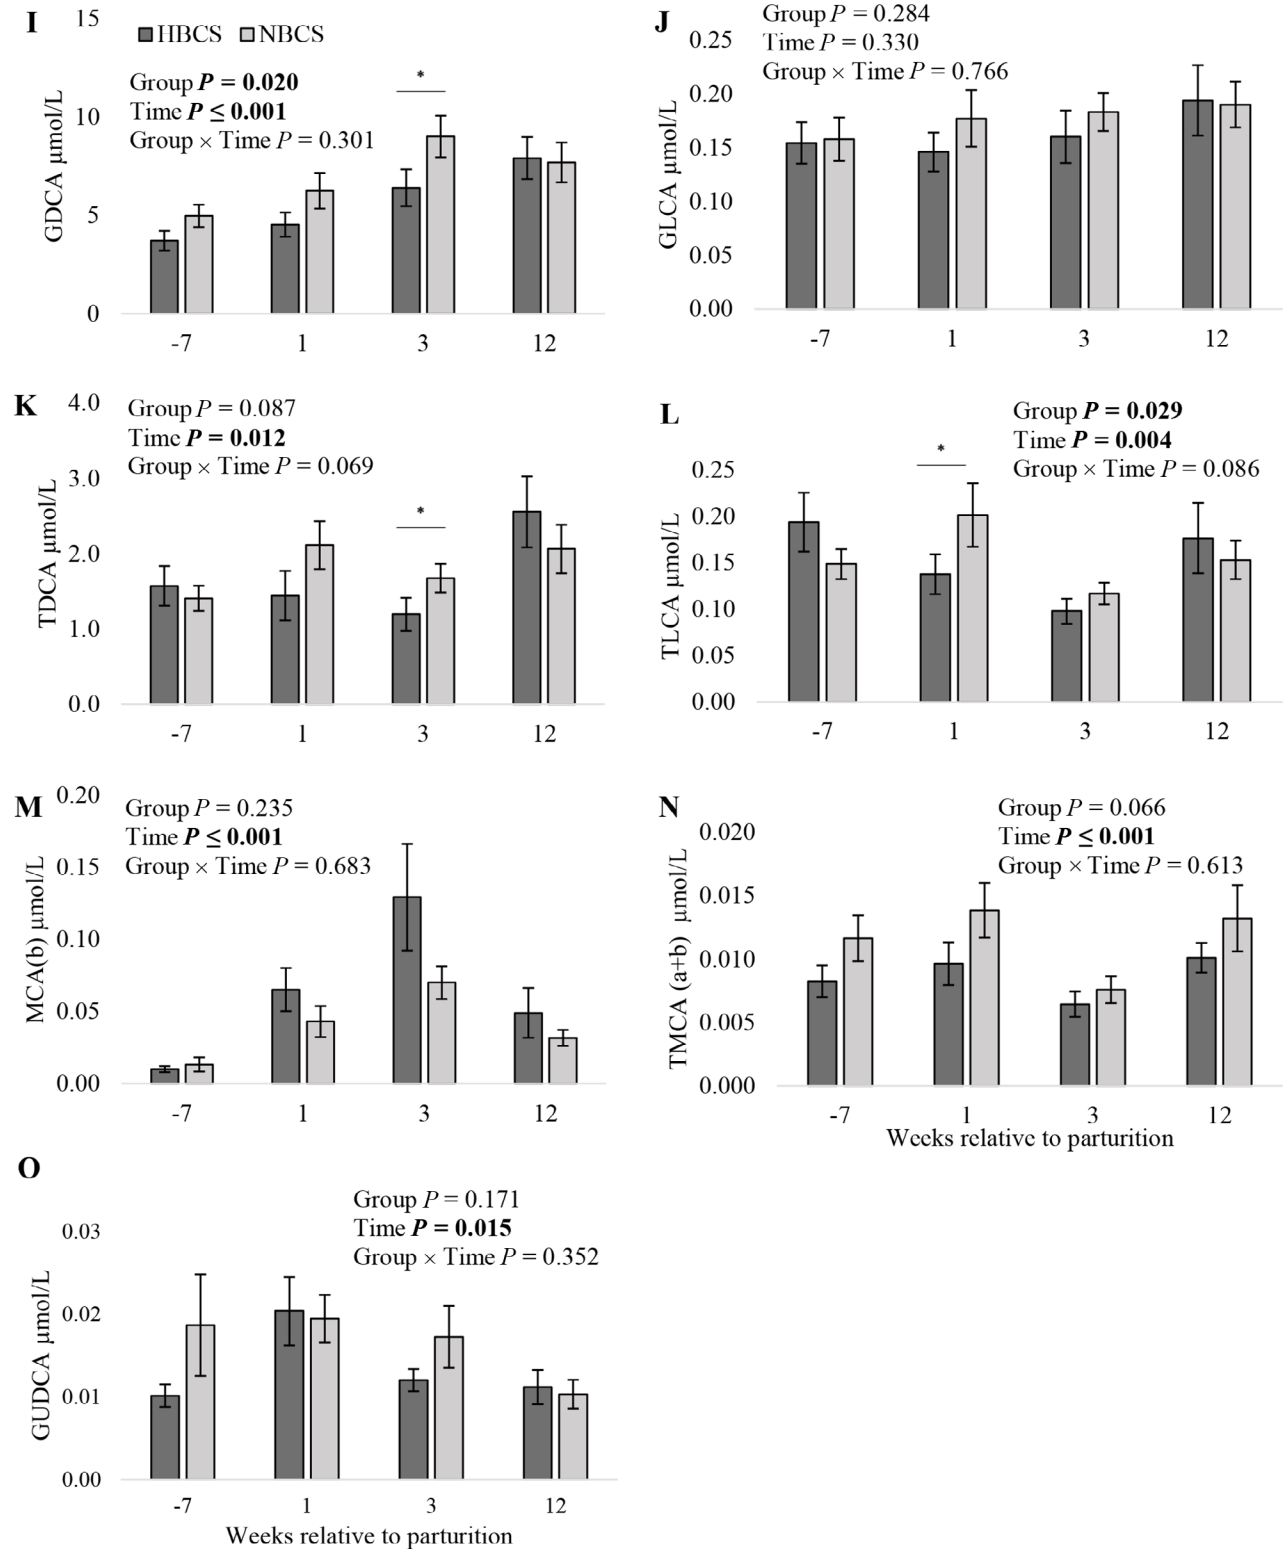 I
HBCS NBCS
Group P = 0.020
Time P ≤ 0.001
Group × Time P = 0.301
*
15
10
5
0
GDCA µmol/L
-7 1 3 12
J
Group P = 0.284
Time P = 0.330
Group × Time P = 0.766
0.25
0.20
0.15
0.10
0.05
0.00
GLCA µmol/L
-7 1 3 12
K
Group P = 0.087
Time P = 0.012
Group × Time P = 0.069
*
4.0
3.0
2.0
1.0
0.0
TDCA µmol/L
-7 1 3 12
L
Group P = 0.029
Time P = 0.004
Group × Time P = 0.086
*
0.25
0.20
0.15
0.10
0.05
0.00
TLCA µmol/L
-7 1 3 12
M
Group P = 0.235
Time P ≤ 0.001
Group × Time P = 0.683
0.20
0.15
0.10
0.05
0.00
MCA(b) µmol/L
-7 1 3 12
N
Group P = 0.066
Time P ≤ 0.001
Group × Time P = 0.613
0.020
0.015
0.010
0.005
0.000
TMCA (a+b) µmol/L
-7 1 3 12
Weeks relative to parturition
O
Group P = 0.171
Time P = 0.015
Group × Time P = 0.352
0.03
0.02
0.01
0.00
GUDCA µmol/L
-7 1 3 12
Weeks relative to parturition